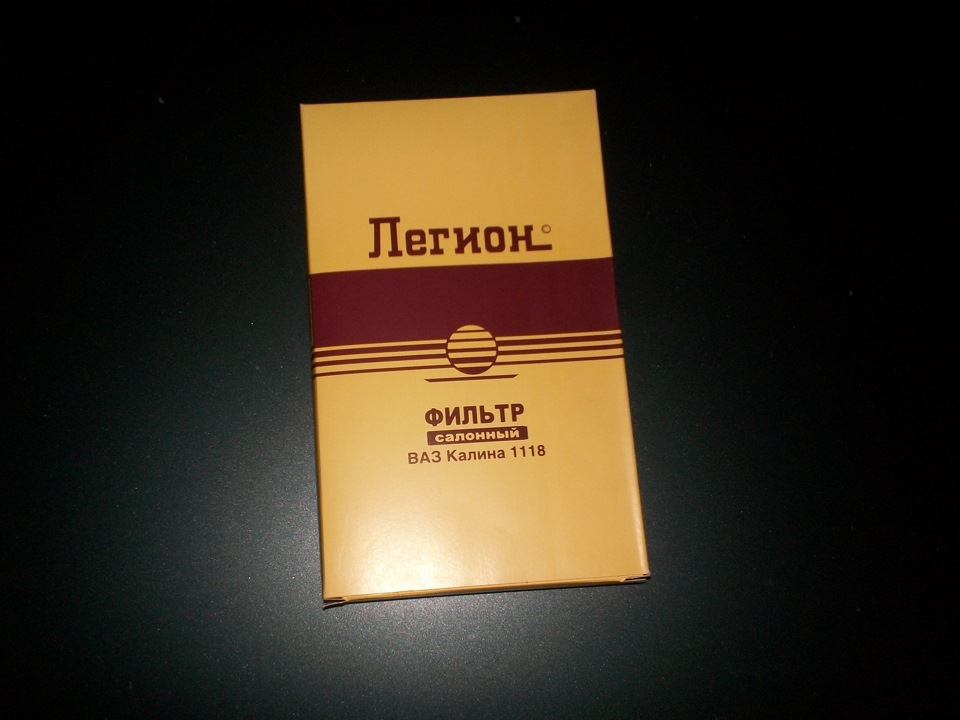 Легион
ФИЛЬТР
салонный
ВАЗ Калина 1118